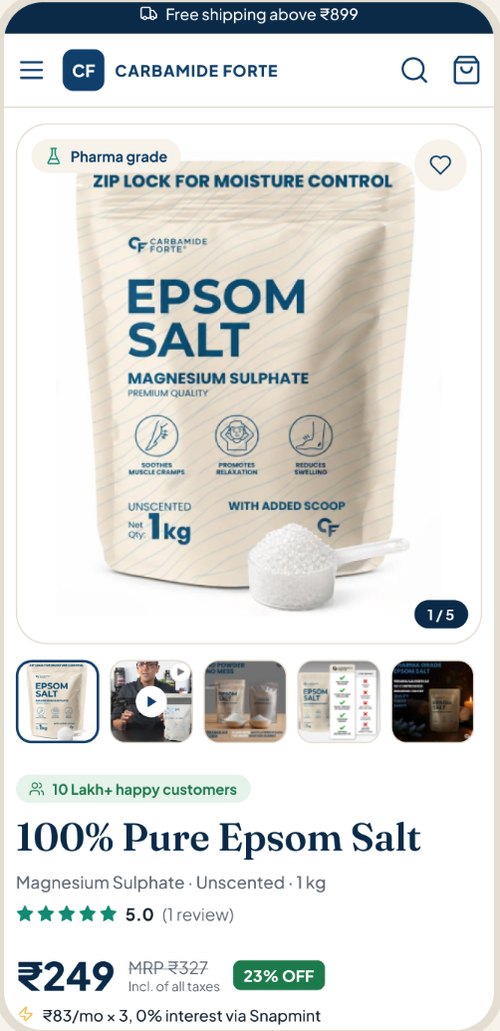 Free shipping above ₹899
CF CARBAMIDE FORTE
Pharma grade
ZIP LOCK FOR MOISTURE CONTROL
CF CARBAMIDE
FORTE®
EPSOM
SALT
MAGNESIUM SULPHATE
PREMIUM QUALITY
SOOTHES
MUSCLE CRAMPS
PROMOTES
RELAXATION
REDUCES
SWELLING
UNSCENTED
Net
Qty: 1kg
WITH ADDED SCOOP
CF
1 / 5
EPSOM
SALT
10 Lakh+ happy customers
100% Pure Epsom Salt
Magnesium Sulphate · Unscented · 1 kg
5.0 (1 review)
₹249 MRP ₹327 23% OFF
Incl. of all taxes
₹83/mo x 3, 0% interest via Snapmint